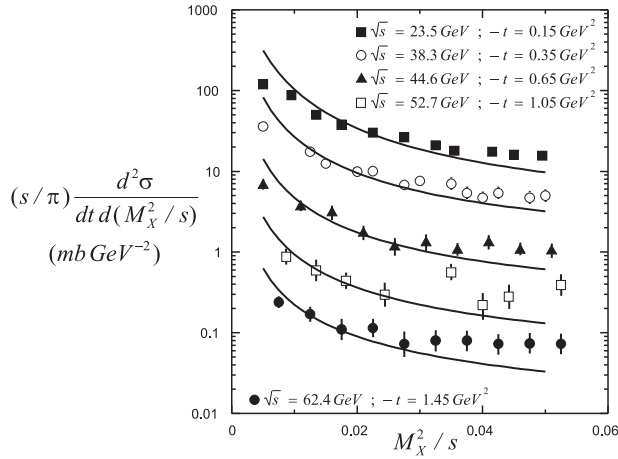 1000
100
10
1
0.1
0.01
(s/π) d²σ / dt d(M_X²/s)
(mb GeV⁻²)
■ √s = 23.5 GeV ; −t = 0.15 GeV²
○ √s = 38.3 GeV ; −t = 0.35 GeV²
▲ √s = 44.6 GeV ; −t = 0.65 GeV²
□ √s = 52.7 GeV ; −t = 1.05 GeV²
● √s = 62.4 GeV ; −t = 1.45 GeV²
0 0.02 0.04 0.06
M_X²/s